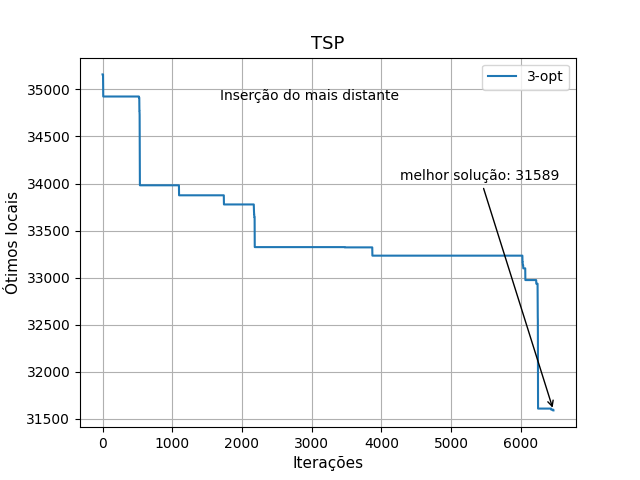 TSP
3-opt
Inserção do mais distante
melhor solução: 31589
Ótimos locais
35000
34500
34000
33500
33000
32500
32000
31500
0 1000 2000 3000 4000 5000 6000
Iterações